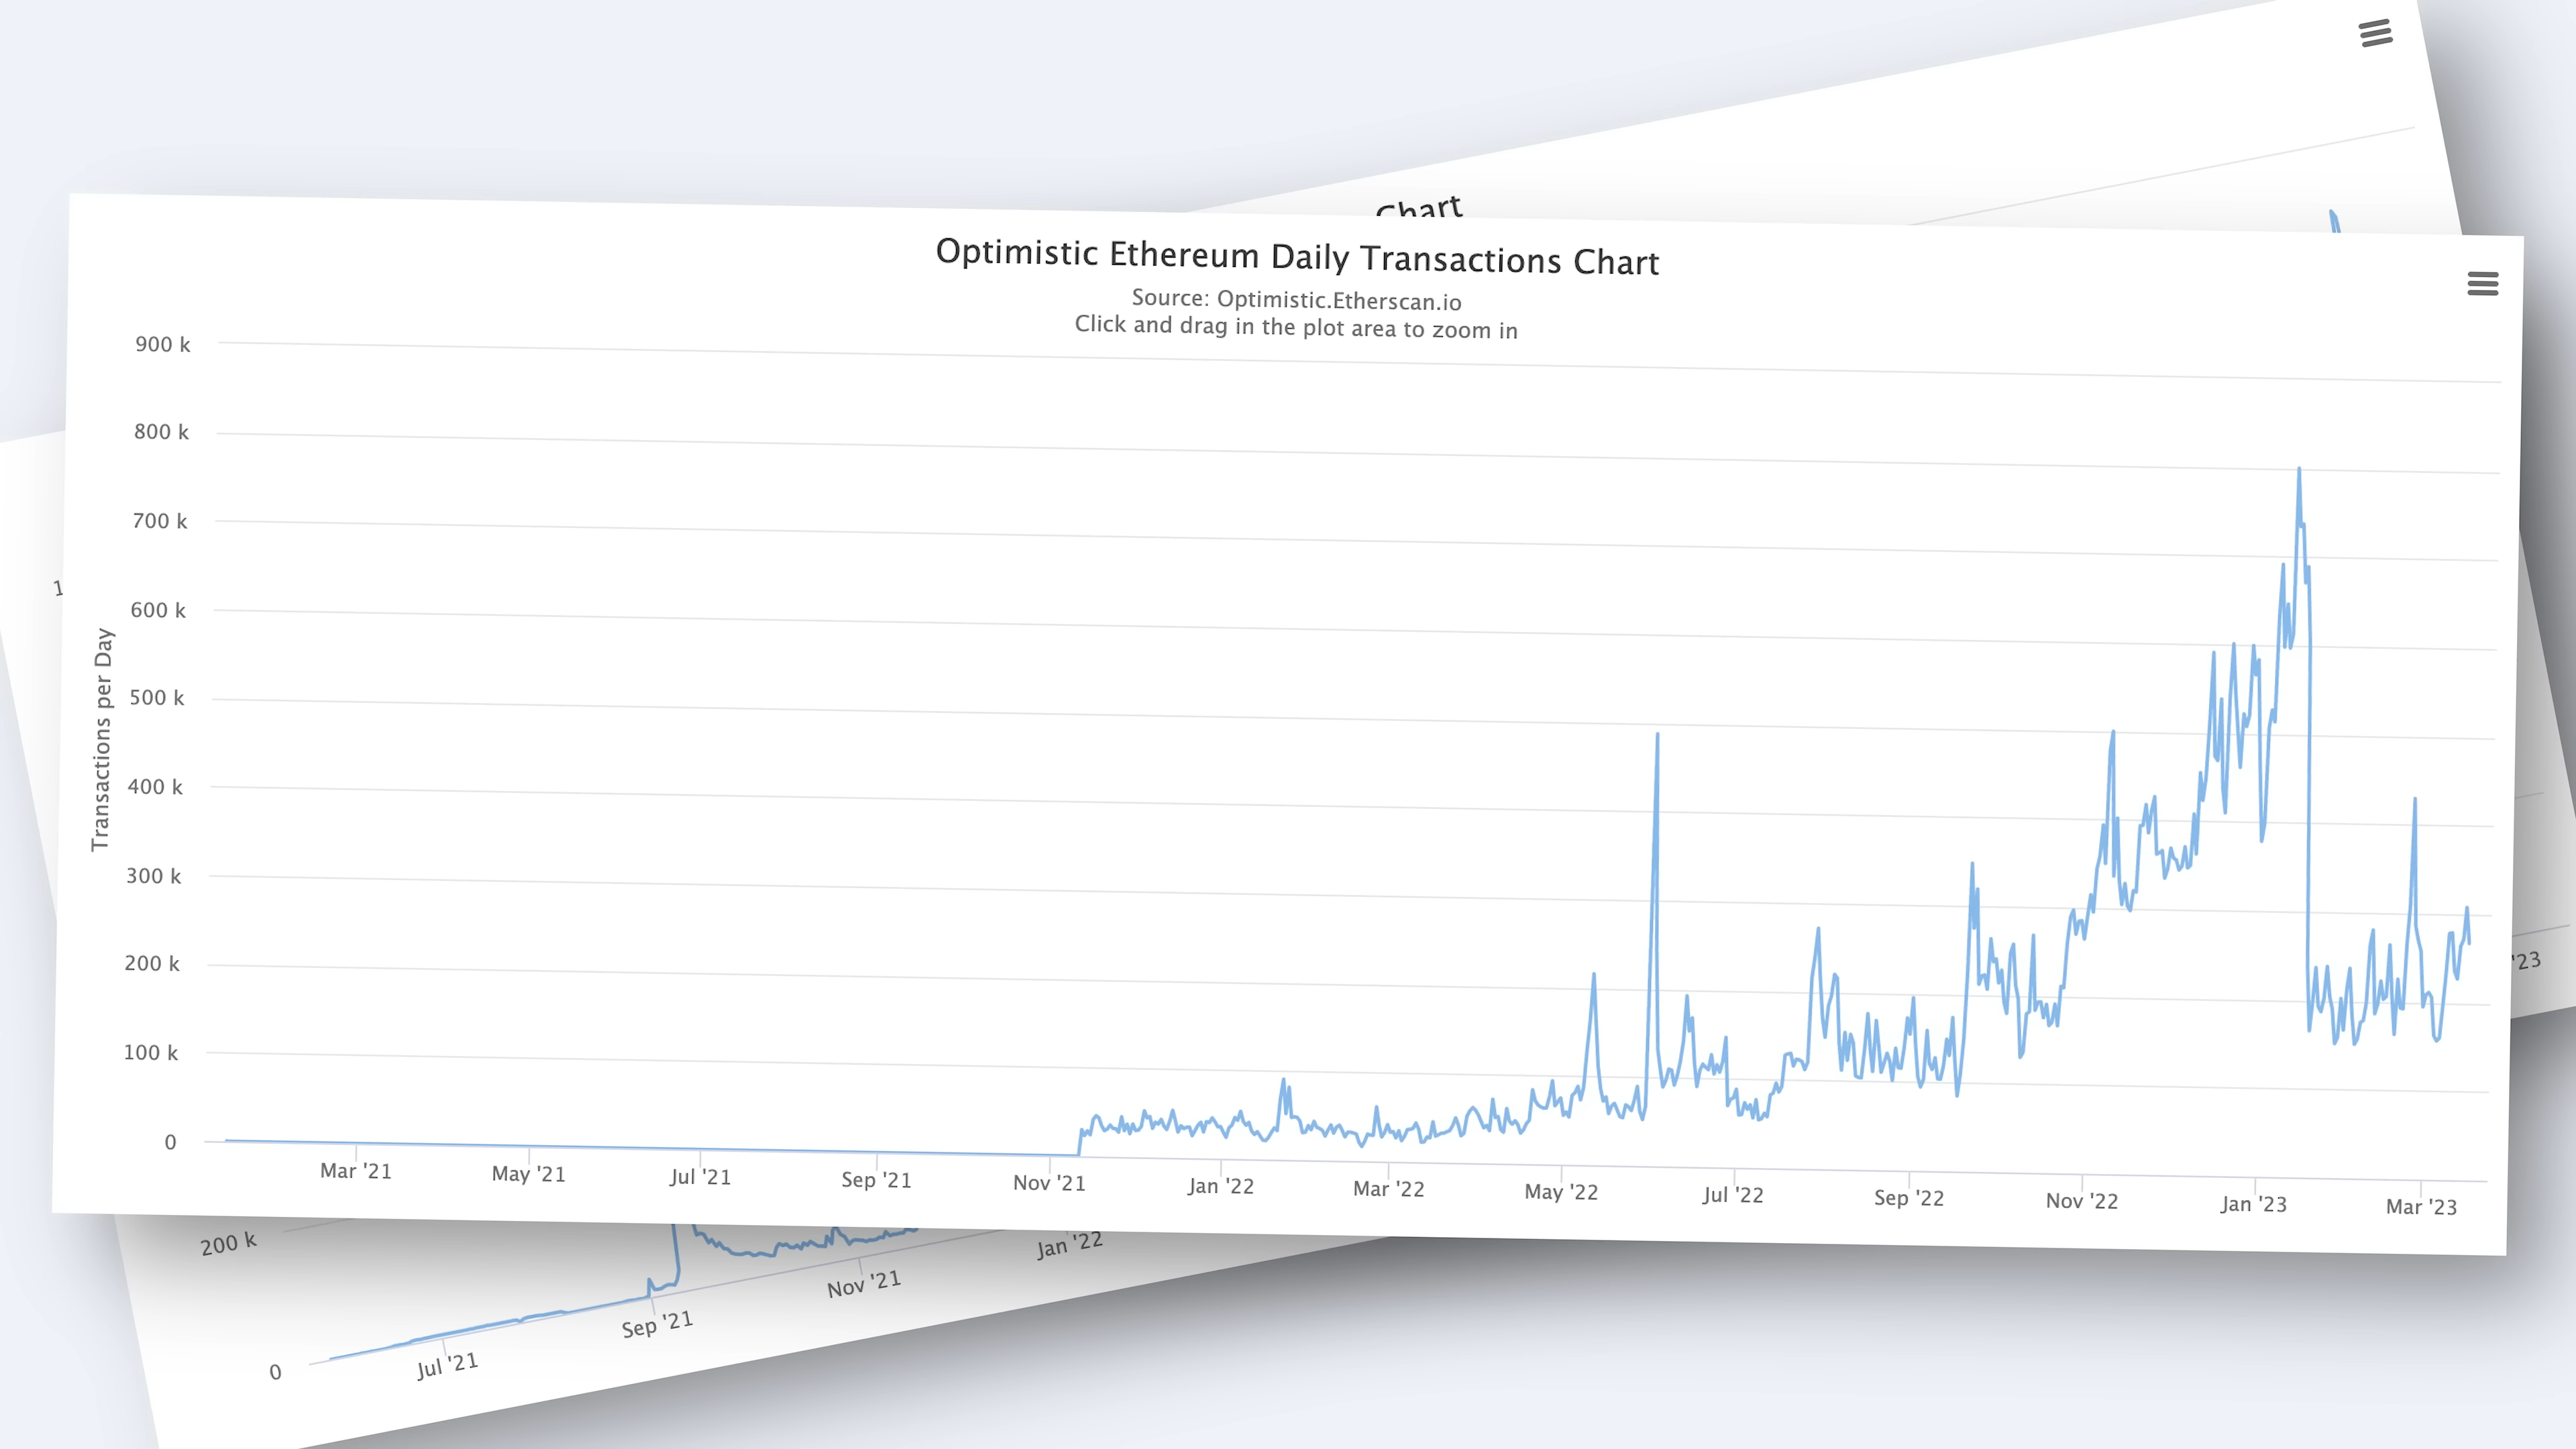 Chart
Optimistic Ethereum Daily Transactions Chart
Source: Optimistic.Etherscan.io
Click and drag in the plot area to zoom in
Transactions per Day
900 k
800 k
700 k
600 k
500 k
400 k
300 k
200 k
100 k
0
Mar '21
May '21
Jul '21
Sep '21
Nov '21
Jan '22
Mar '22
May '22
Jul '22
Sep '22
Nov '22
Jan '23
Mar '23
1
'23
200 k
0
Jul '21
Sep '21
Nov '21
Jan '22